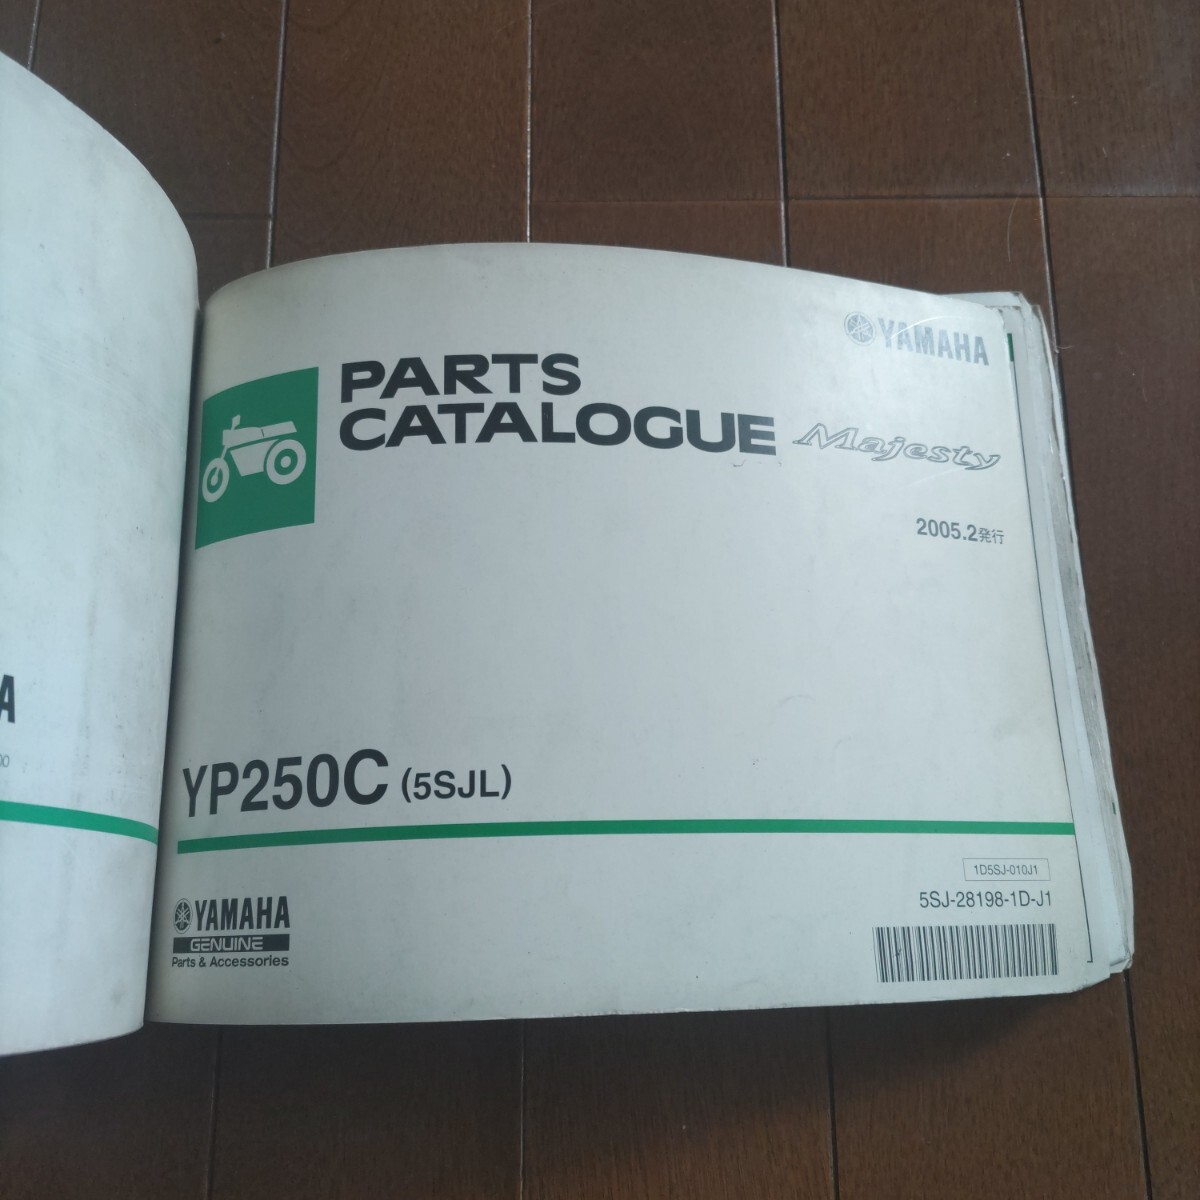 A
00
YAMAHA
PARTS
CATALOGUE
Majesty
2005.2発行
YP250C (5SJL)
1D5SJ-010J1
5SJ-28198-1D-J1
YAMAHA
GENUINE
Parts & Accessories